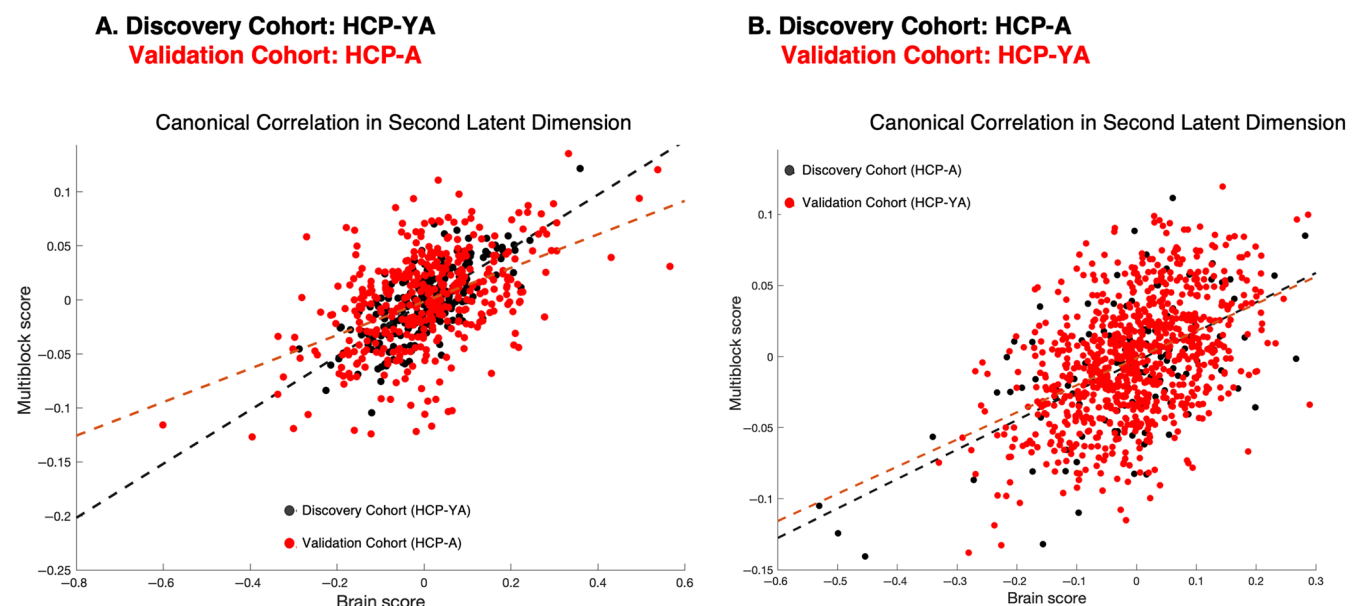 A. Discovery Cohort: HCP-YA
Validation Cohort: HCP-A
Canonical Correlation in Second Latent Dimension
Multiblock score
0.1
0.05
0
−0.05
−0.1
−0.15
−0.2
−0.25
Discovery Cohort (HCP-YA)
Validation Cohort (HCP-A)
−0.8 −0.6 −0.4 −0.2 0 0.2 0.4 0.6
Brain score
B. Discovery Cohort: HCP-A
Validation Cohort: HCP-YA
Canonical Correlation in Second Latent Dimension
Discovery Cohort (HCP-A)
Validation Cohort (HCP-YA)
Multiblock score
0.1
0.05
0
−0.05
−0.1
−0.15
−0.6 −0.5 −0.4 −0.3 −0.2 −0.1 0 0.1 0.2 0.3
Brain score